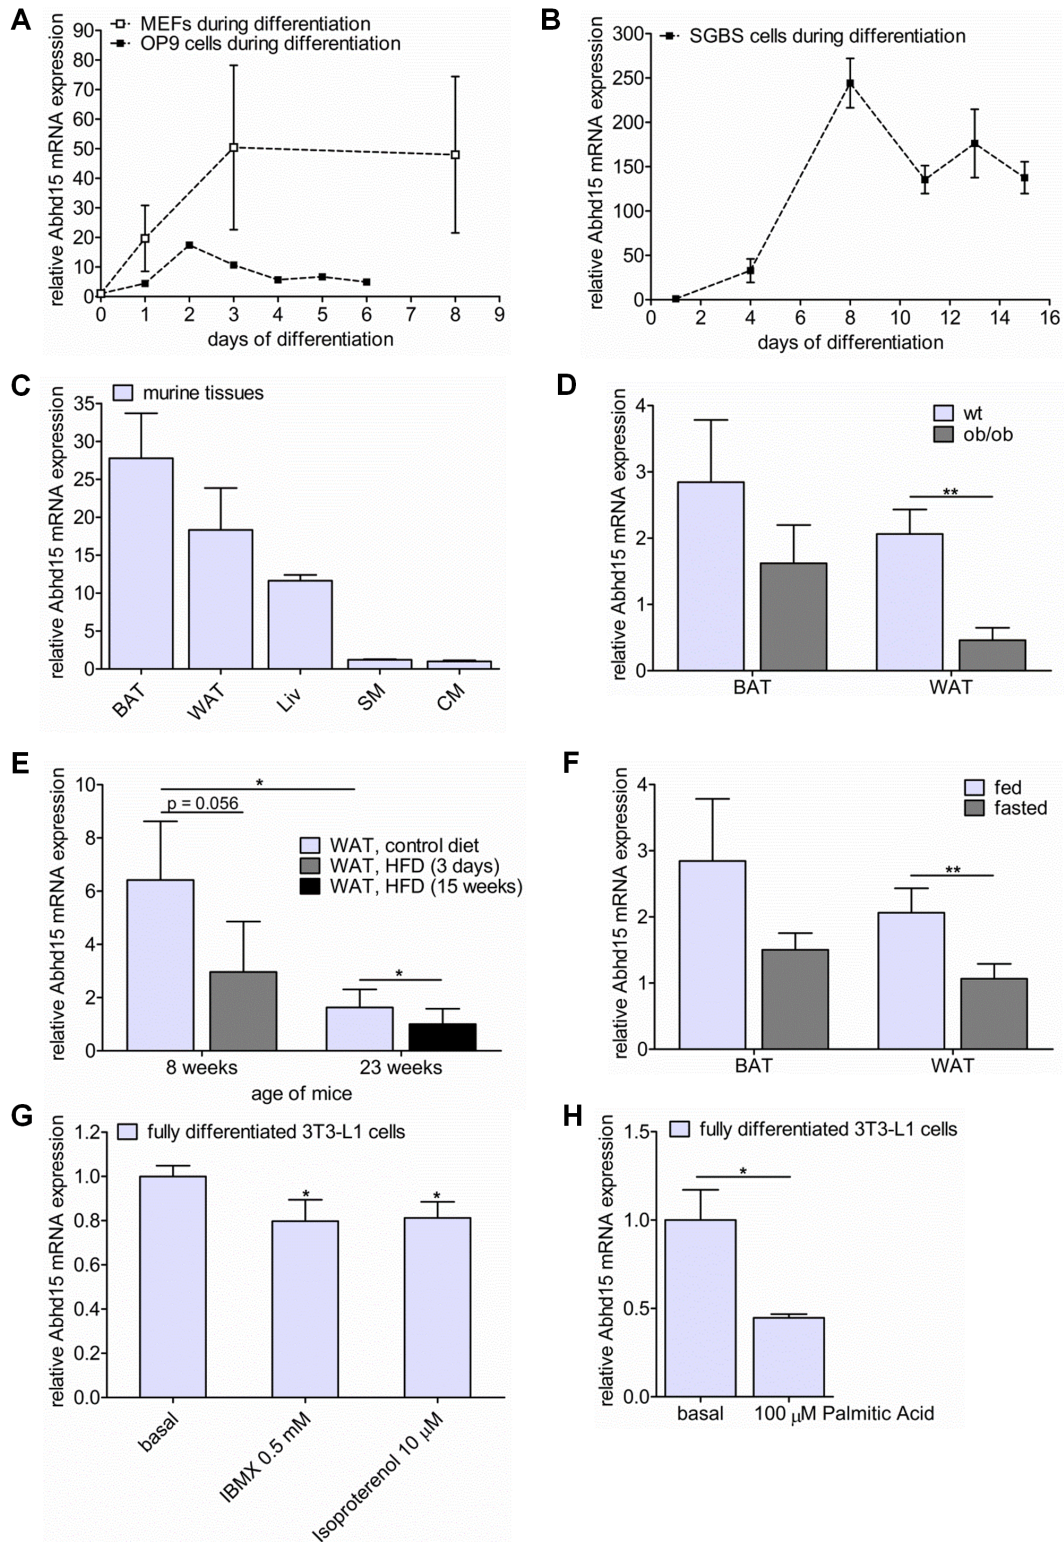 A
MEFs during differentiation
OP9 cells during differentiation
relative Abhd15 mRNA expression
90
80
70
60
50
40
30
20
10
0
0 1 2 3 4 5 6 7 8 9
days of differentiation
B
SGBS cells during differentiation
relative Abhd15 mRNA expression
300
250
200
150
100
50
0
0 2 4 6 8 10 12 14 16
days of differentiation
C
murine tissues
relative Abhd15 mRNA expression
35
30
25
20
15
10
5
0
BAT WAT Liv SM CM
D
wt
ob/ob
relative Abhd15 mRNA expression
4
3
2
1
0
**
BAT WAT
E
relative Abhd15 mRNA expression
10
8
6
4
2
0
*
p = 0.056
WAT, control diet
WAT, HFD (3 days)
WAT, HFD (15 weeks)
*
8 weeks 23 weeks
age of mice
F
fed
fasted
relative Abhd15 mRNA expression
4
3
2
1
0
**
BAT WAT
G
fully differentiated 3T3-L1 cells
relative Abhd15 mRNA expression
1.2
1.0
0.8
0.6
0.4
0.2
0.0
* *
basal IBMX 0.5 mM Isoproterenol 10 μM
H
fully differentiated 3T3-L1 cells
relative Abhd15 mRNA expression
1.5
1.0
0.5
0.0
*
basal 100 μM Palmitic Acid